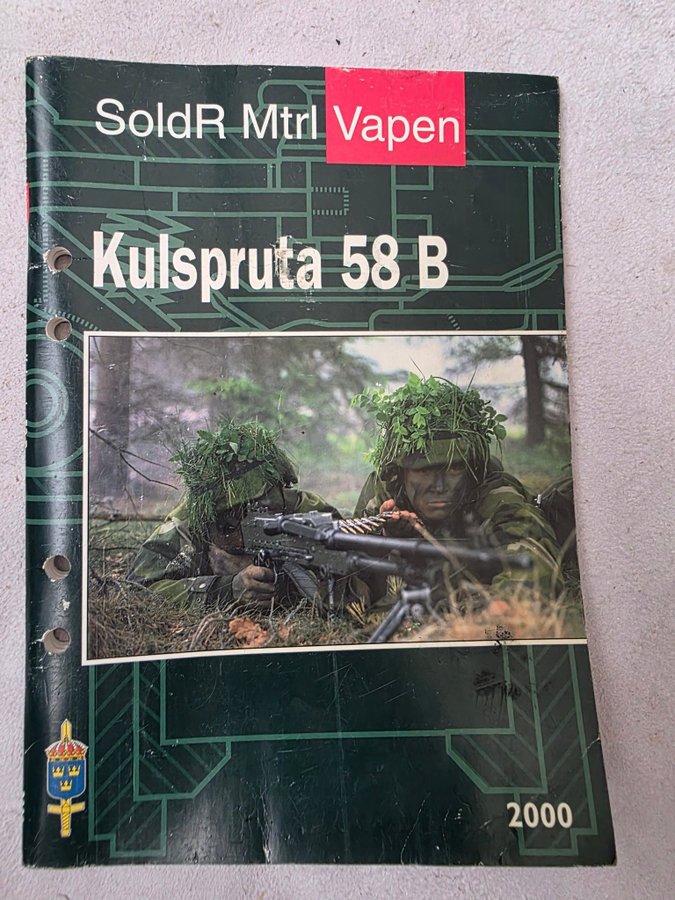 SoldR Mtrl Vapen
Kulspruta 58 B
2000